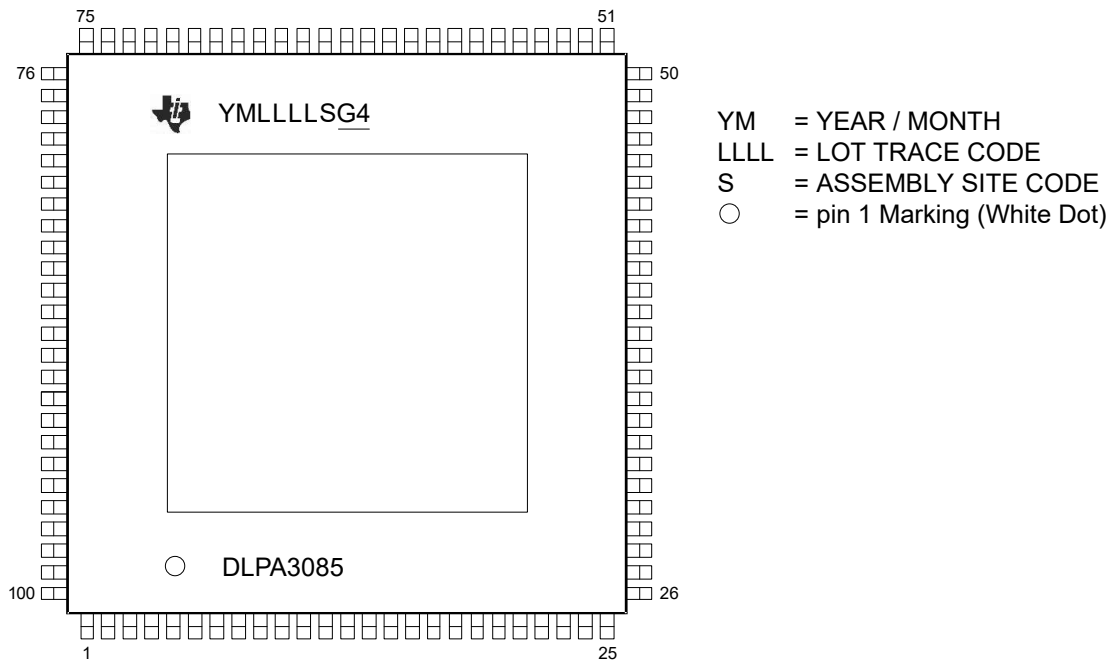 75 51
76 50
YMLLLLSG4
YM = YEAR / MONTH
LLLL = LOT TRACE CODE
S = ASSEMBLY SITE CODE
○ = pin 1 Marking (White Dot)
DLPA3085
100 26
1 25